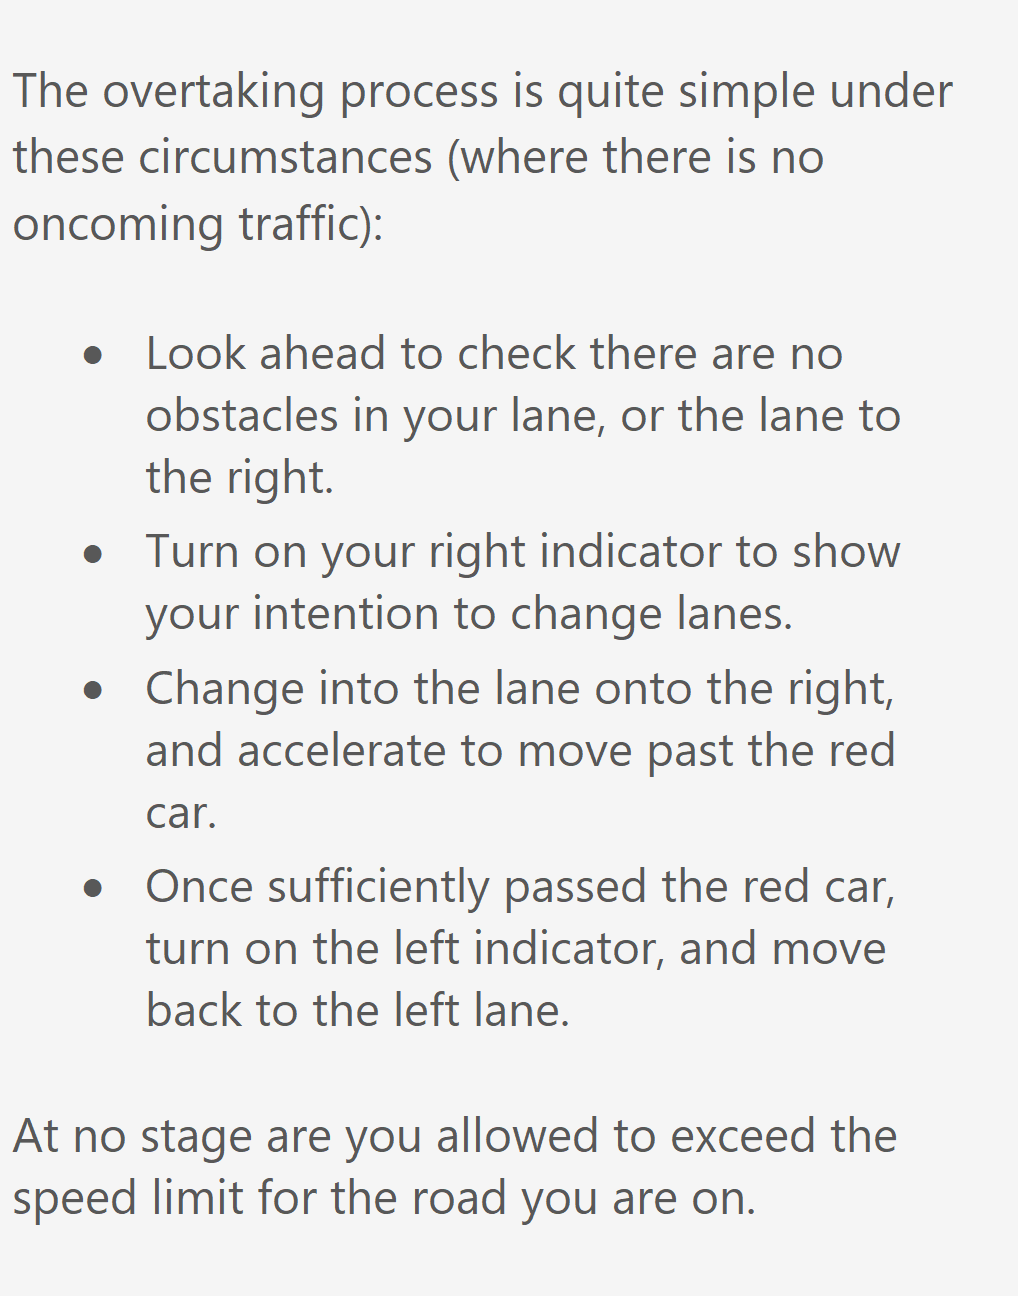 The overtaking process is quite simple under
these circumstances (where there is no
oncoming traffic):
● Look ahead to check there are no
obstacles in your lane, or the lane to
the right.
● Turn on your right indicator to show
your intention to change lanes.
● Change into the lane onto the right,
and accelerate to move past the red
car.
● Once sufficiently passed the red car,
turn on the left indicator, and move
back to the left lane.
At no stage are you allowed to exceed the
speed limit for the road you are on.